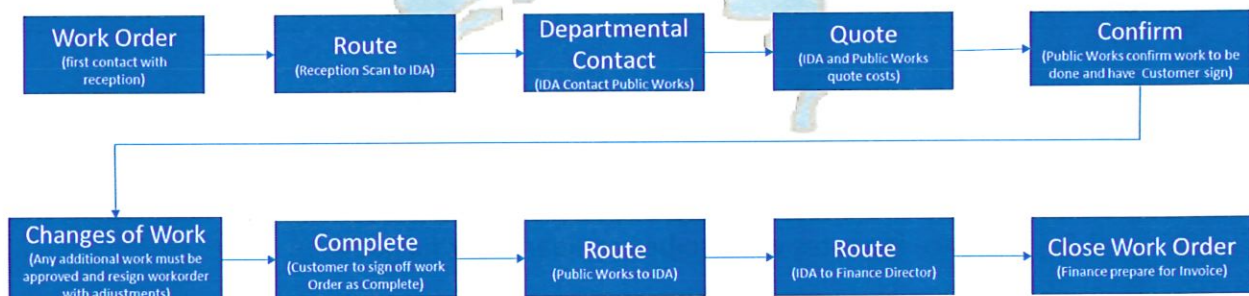 Work Order
(first contact with
reception)
Route
(Reception Scan to IDA)
Departmental
Contact
(IDA Contact Public Works)
Quote
(IDA and Public Works
quote costs)
Confirm
(Public Works confirm work to be
done and have Customer sign)
Changes of Work
(Any additional work must be
approved and resign workorder
with adjustments)
Complete
(Customer to sign off work
Order as Complete)
Route
(Public Works to IDA)
Route
(IDA to Finance Director)
Close Work Order
(Finance prepare for Invoice)